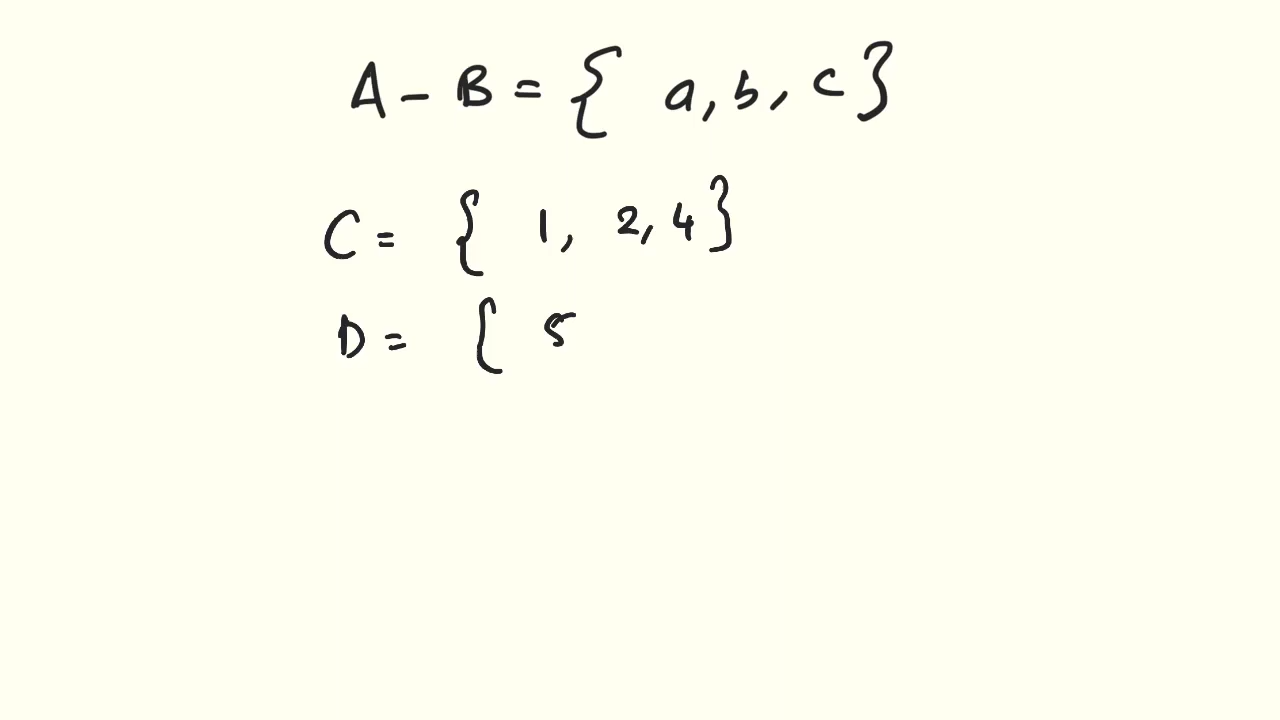 A - B = { a, b, c }
C = { 1, 2, 4 }
D = { 5